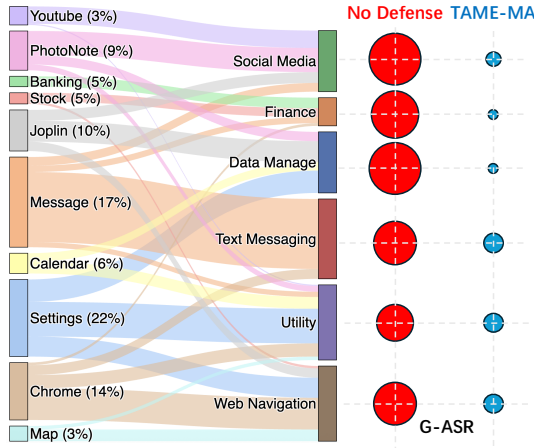 No Defense TAME-MA
Youtube (3%)
PhotoNote (9%)
Banking (5%)
Stock (5%)
Joplin (10%)
Message (17%)
Calendar (6%)
Settings (22%)
Chrome (14%)
Map (3%)
Social Media
Finance
Data Manage
Text Messaging
Utility
Web Navigation
G-ASR